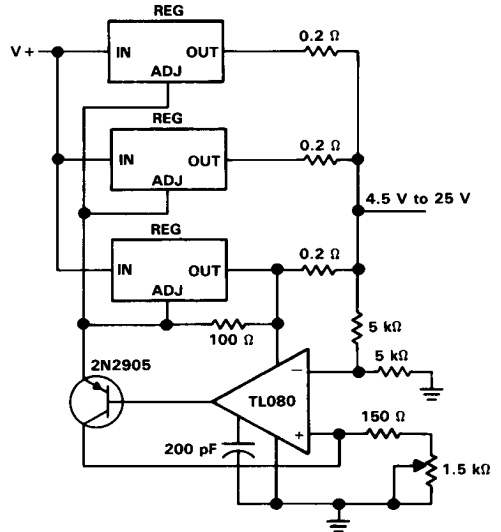 REG
V+
IN
OUT
ADJ
0.2 Ω
REG
IN
OUT
ADJ
0.2 Ω
4.5 V to 25 V
REG
IN
OUT
ADJ
0.2 Ω
100 Ω
5 kΩ
2N2905
5 kΩ
−
TL080
+
150 Ω
200 pF
1.5 kΩ